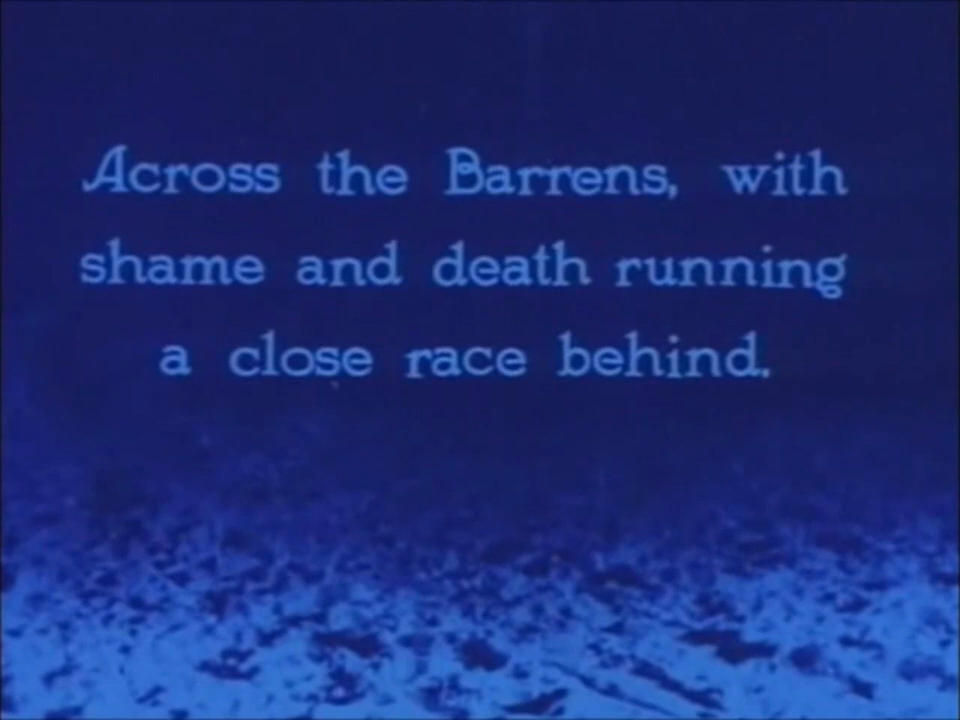 Across the Barrens, with
shame and death running
a close race behind.